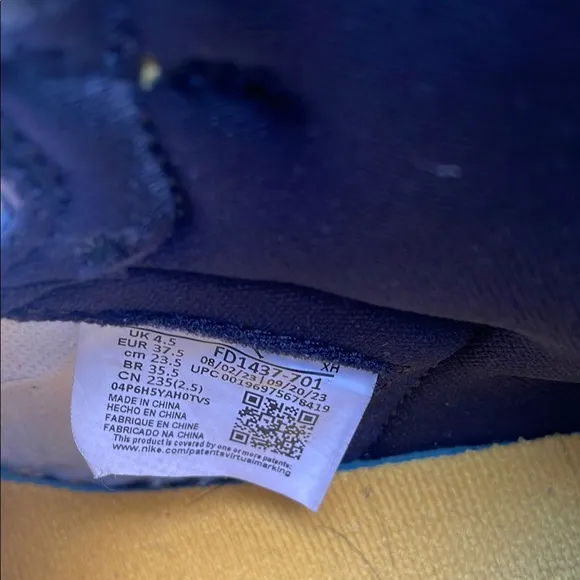 UK 4.5
EUR 37.5
cm 23.5
BR 35.5
CN 235(2.5)
04P6H5YAH0TVS
MADE IN CHINA
HECHO EN CHINA
FABRIQUE EN CHINE
FABRICADO NA CHINA
XH
FD1437-701
08/02/23 | 09/20/23
UPC 00196975678419
This product is covered by one or more patents.
www.nike.com/patentsvirtualmarking